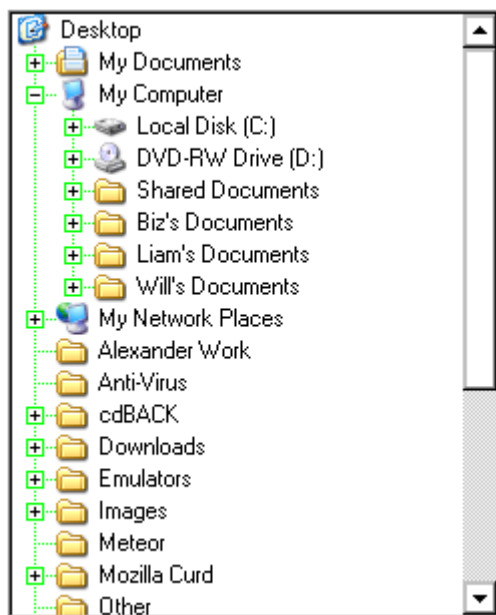 Desktop
My Documents
My Computer
Local Disk (C:)
DVD-RW Drive (D:)
Shared Documents
Biz's Documents
Liam's Documents
Will's Documents
My Network Places
Alexander Work
Anti-Virus
cdBACK
Downloads
Emulators
Images
Meteor
Mozilla Curd
Other